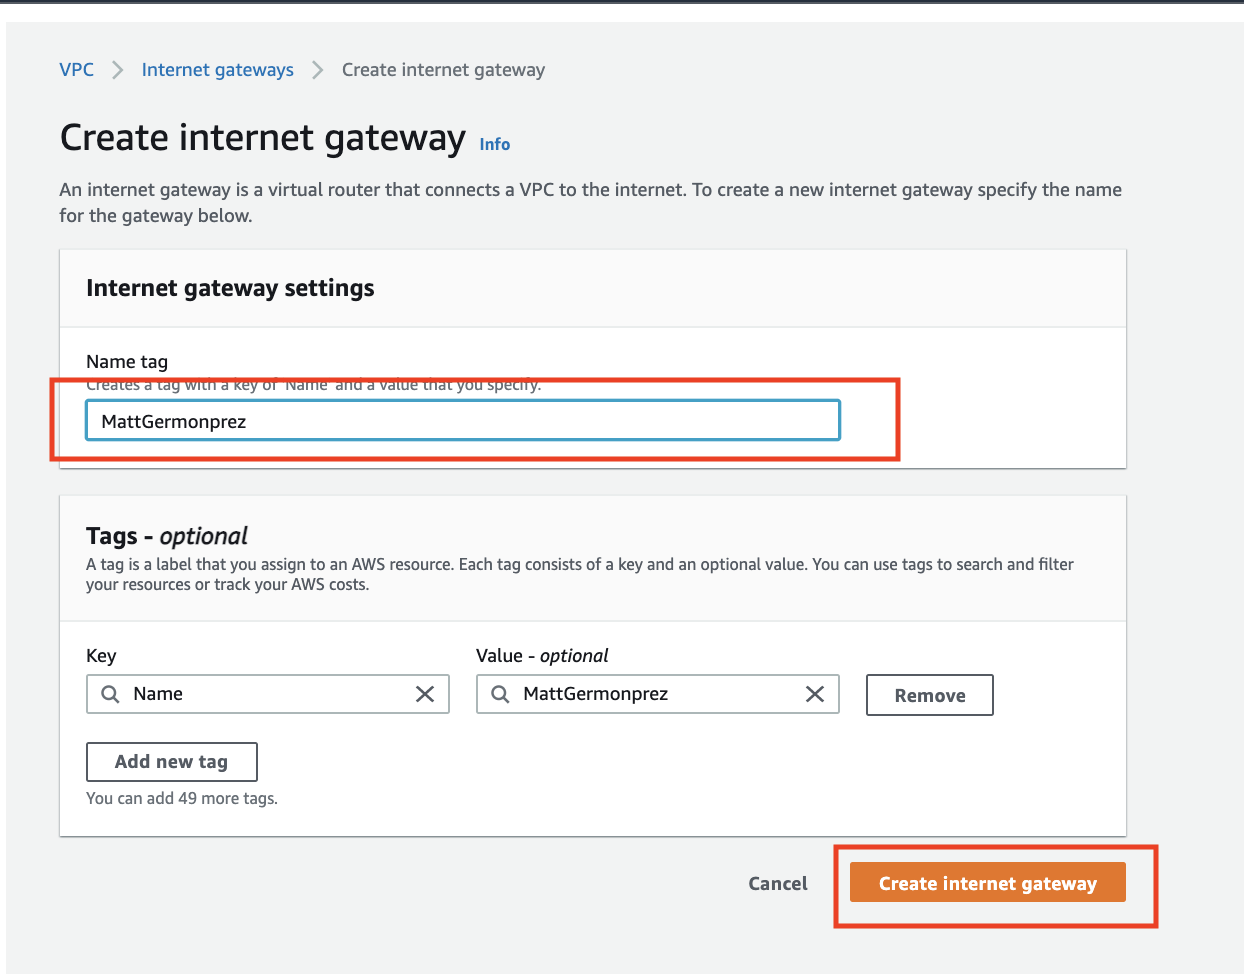 VPC > Internet gateways > Create internet gateway
Create internet gateway Info
An internet gateway is a virtual router that connects a VPC to the internet. To create a new internet gateway specify the name
for the gateway below.
Internet gateway settings
Name tag
Creates a tag with a key of 'Name' and a value that you specify.
MattGermonprez
Tags - optional
A tag is a label that you assign to an AWS resource. Each tag consists of a key and an optional value. You can use tags to search and filter
your resources or track your AWS costs.
Key Value - optional
Name MattGermonprez Remove
Add new tag
You can add 49 more tags.
Cancel Create internet gateway